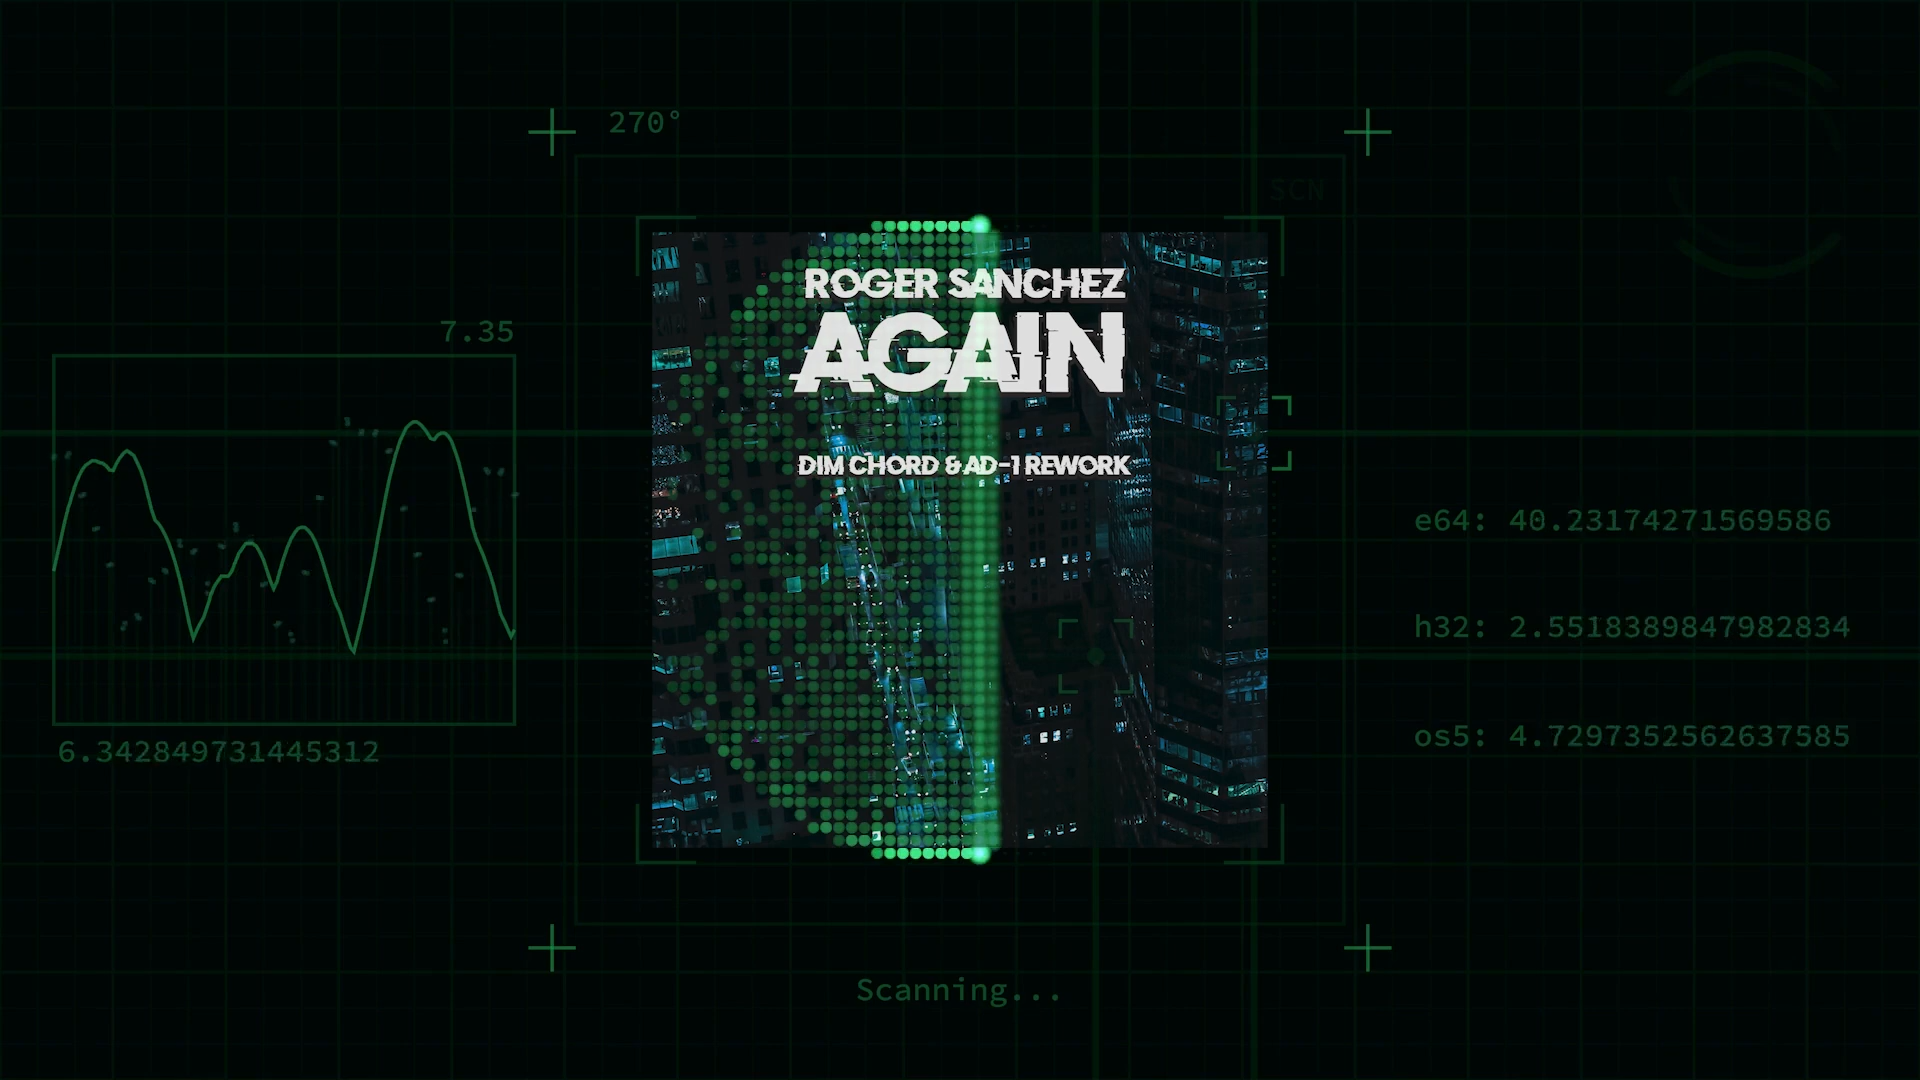 270°
SCN
ROGER SANCHEZ
AGAIN
DIM CHORD & AD-1 REWORK
7.35
6.342849731445312
e64: 40.23174271569586
h32: 2.5518389847982834
os5: 4.7297352562637585
Scanning...